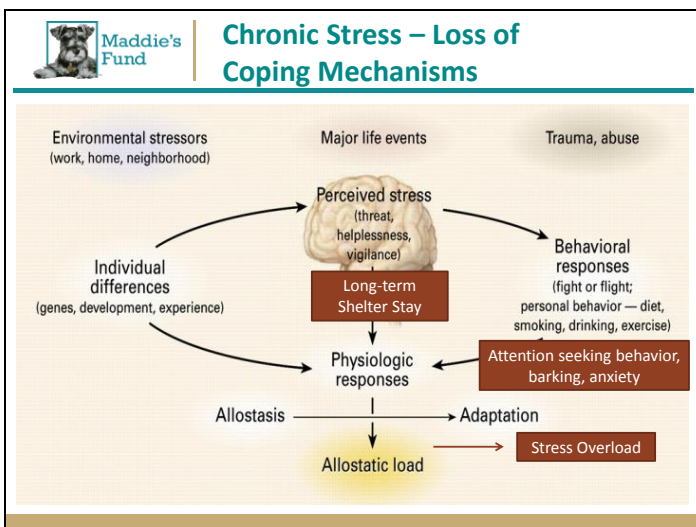 Maddie's
Fund
Chronic Stress – Loss of
Coping Mechanisms
Environmental stressors
(work, home, neighborhood)
Major life events
Trauma, abuse
Perceived stress
(threat,
helplessness,
vigilance)
Long-term
Shelter Stay
Individual
differences
(genes, development, experience)
Behavioral
responses
(fight or flight;
personal behavior — diet,
smoking, drinking, exercise)
Attention seeking behavior,
barking, anxiety
Physiologic
responses
Allostasis
Adaptation
Allostatic load
Stress Overload